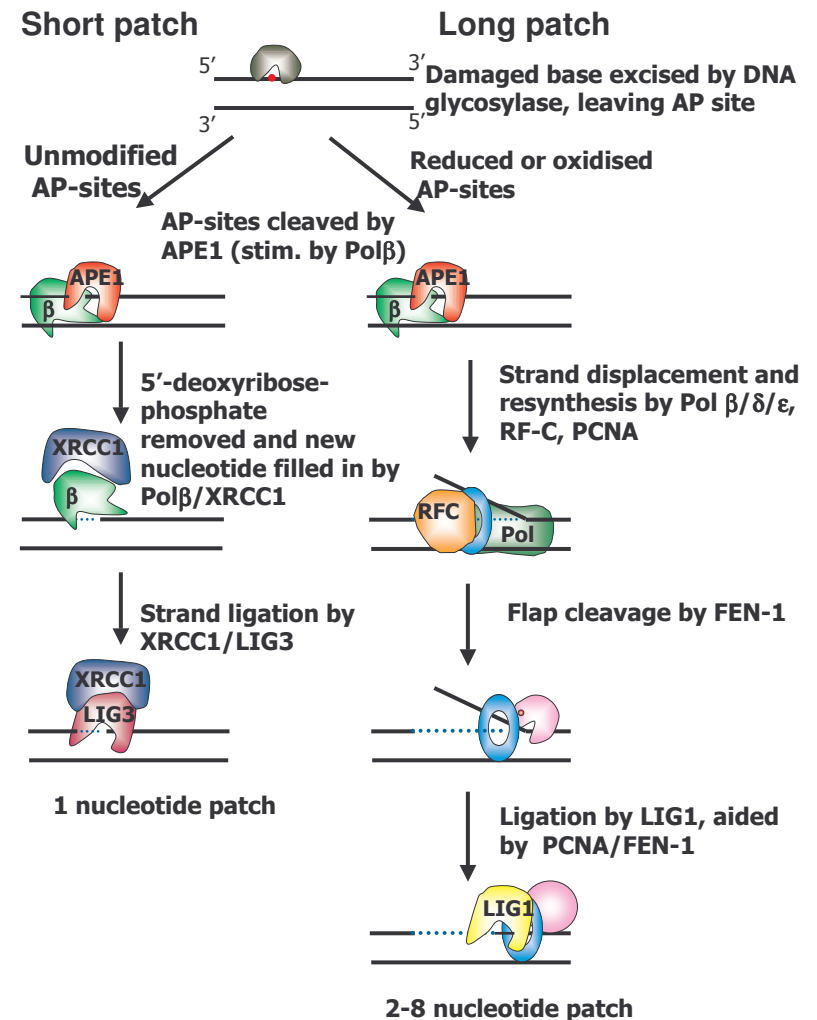 Short patch
Long patch
5′
3′
Damaged base excised by DNA
glycosylase, leaving AP site
3′
5′
Unmodified
AP-sites
Reduced or oxidised
AP-sites
AP-sites cleaved by
APE1 (stim. by Polβ)
APE1
β
APE1
β
5′-deoxyribose-
phosphate
removed and new
nucleotide filled in by
Polβ/XRCC1
Strand displacement and
resynthesis by Pol β/δ/ε,
RF-C, PCNA
XRCC1
β
RFC
Pol
Strand ligation by
XRCC1/LIG3
Flap cleavage by FEN-1
XRCC1
LIG3
1 nucleotide patch
Ligation by LIG1, aided
by PCNA/FEN-1
LIG1
2-8 nucleotide patch